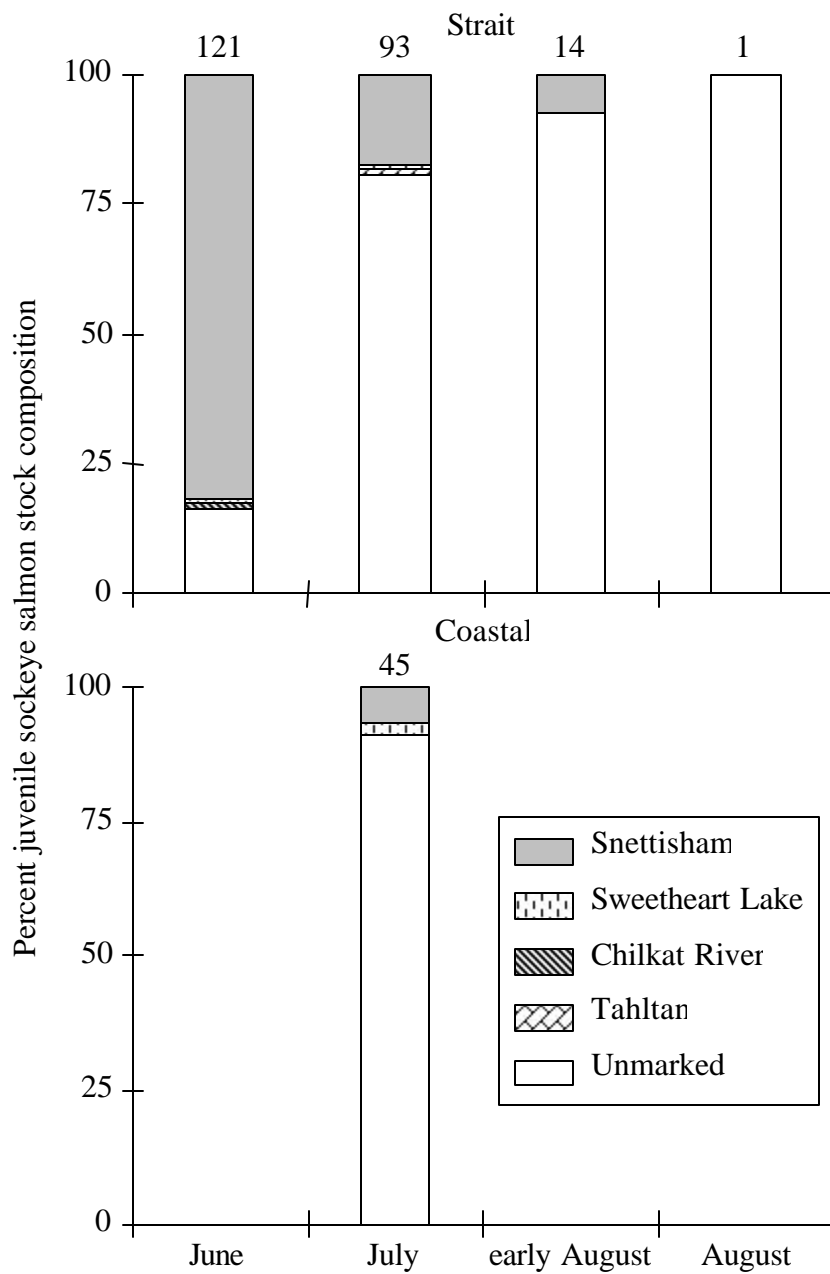 Strait
121 93 14 1
100
75
50
25
0
Percent juvenile sockeye salmon stock composition
Coastal
45
100
75
50
25
0
Snettisham
Sweetheart Lake
Chilkat River
Tahltan
Unmarked
June July early August August